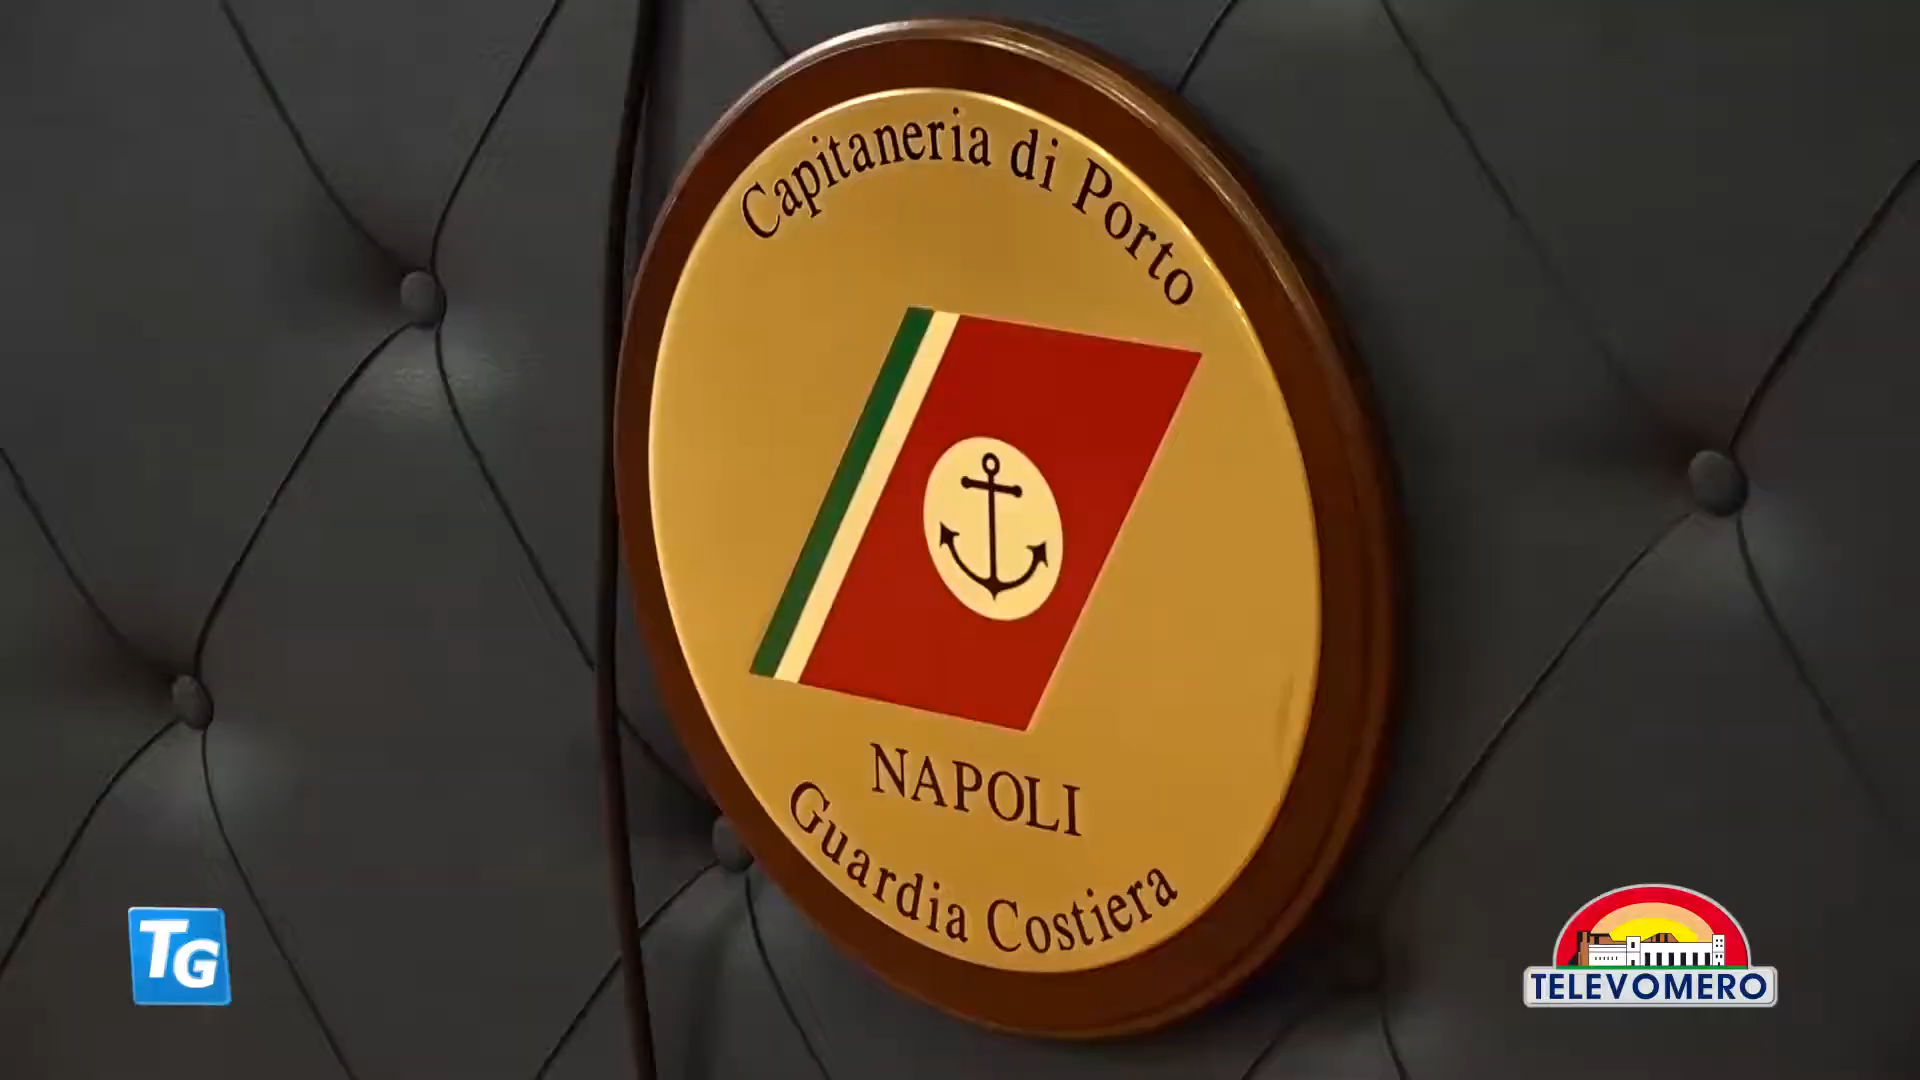 Capitaneria di Porto
NAPOLI
Guardia Costiera
TG
TELEVOMERO